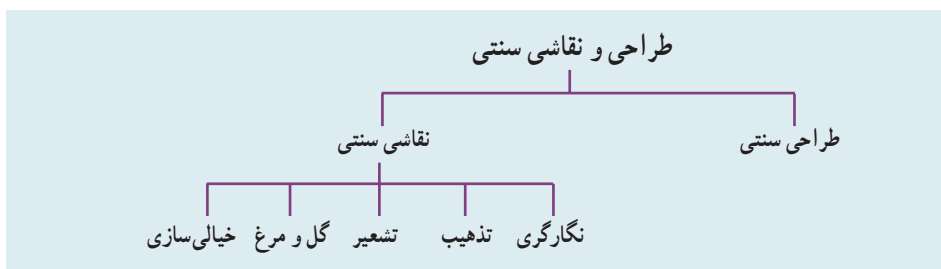 طراحی و نقاشی سنتی
طراحی سنتی نقاشی سنتی
نگارگری تذهیب تشعیر گل و مرغ خیالی‌سازی